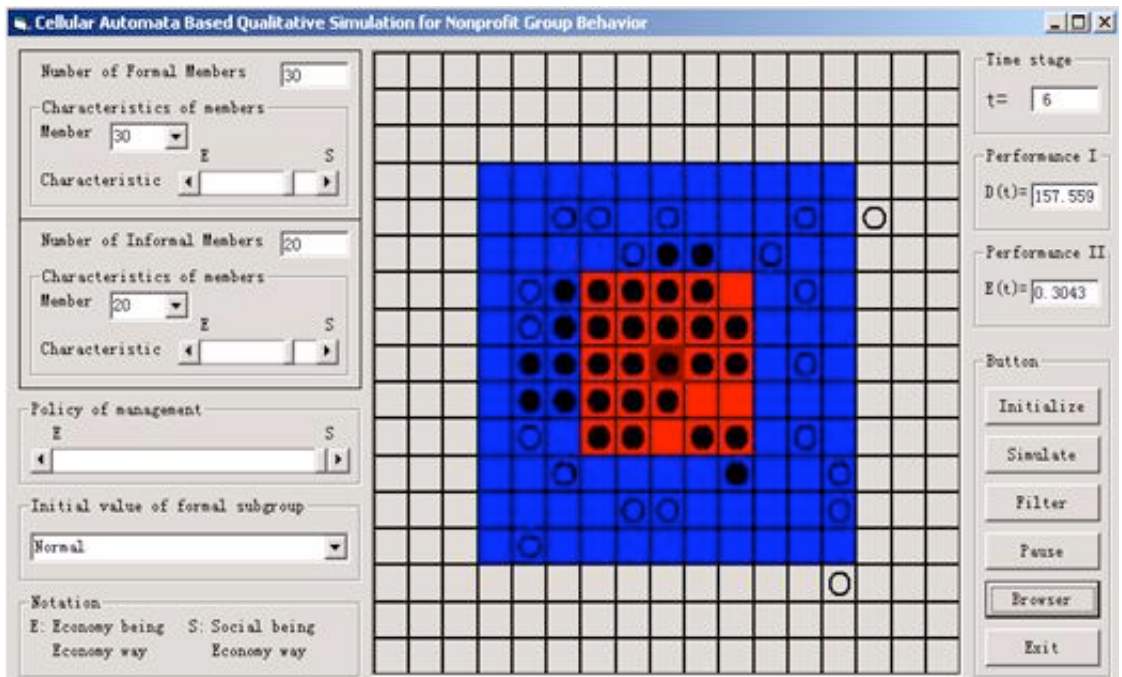 Cellular Automata Based Qualitative Simulation for Nonprofit Group Behavior
Number of Formal Members 30
Characteristics of members
Member 30
E S
Characteristic
Number of Informal Members 20
Characteristics of members
Member 20
E S
Characteristic
Policy of management
E S
Initial value of formal subgroup
Normal
Notation
E: Economy being S: Social being
Economy way Economy way
Time stage
t= 6
Performance I
D(t)= 157.559
Performance II
E(t)= 0.3043
Button
Initialize
Simulate
Filter
Pause
Browser
Exit